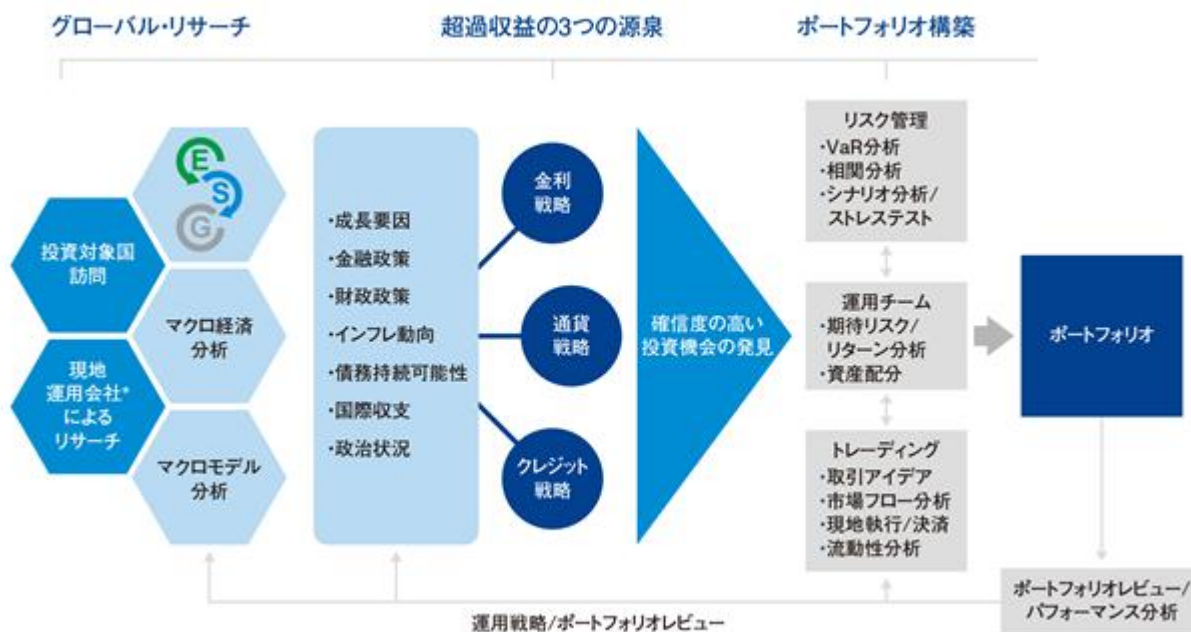 グローバル・リサーチ
超過収益の3つの源泉
ポートフォリオ構築
E
S
G
投資対象国
訪問
マクロ経済
分析
現地
運用会社*
による
リサーチ
マクロモデル
分析
・成長要因
・金融政策
・財政政策
・インフレ動向
・債務持続可能性
・国際収支
・政治状況
金利
戦略
通貨
戦略
クレジット
戦略
確信度の高い
投資機会の発見
リスク管理
・VaR分析
・相関分析
・シナリオ分析/
ストレステスト
運用チーム
・期待リスク/
リターン分析
・資産配分
トレーディング
・取引アイデア
・市場フロー分析
・現地執行/決済
・流動性分析
ポートフォリオ
ポートフォリオレビュー/
パフォーマンス分析
運用戦略/ポートフォリオレビュー